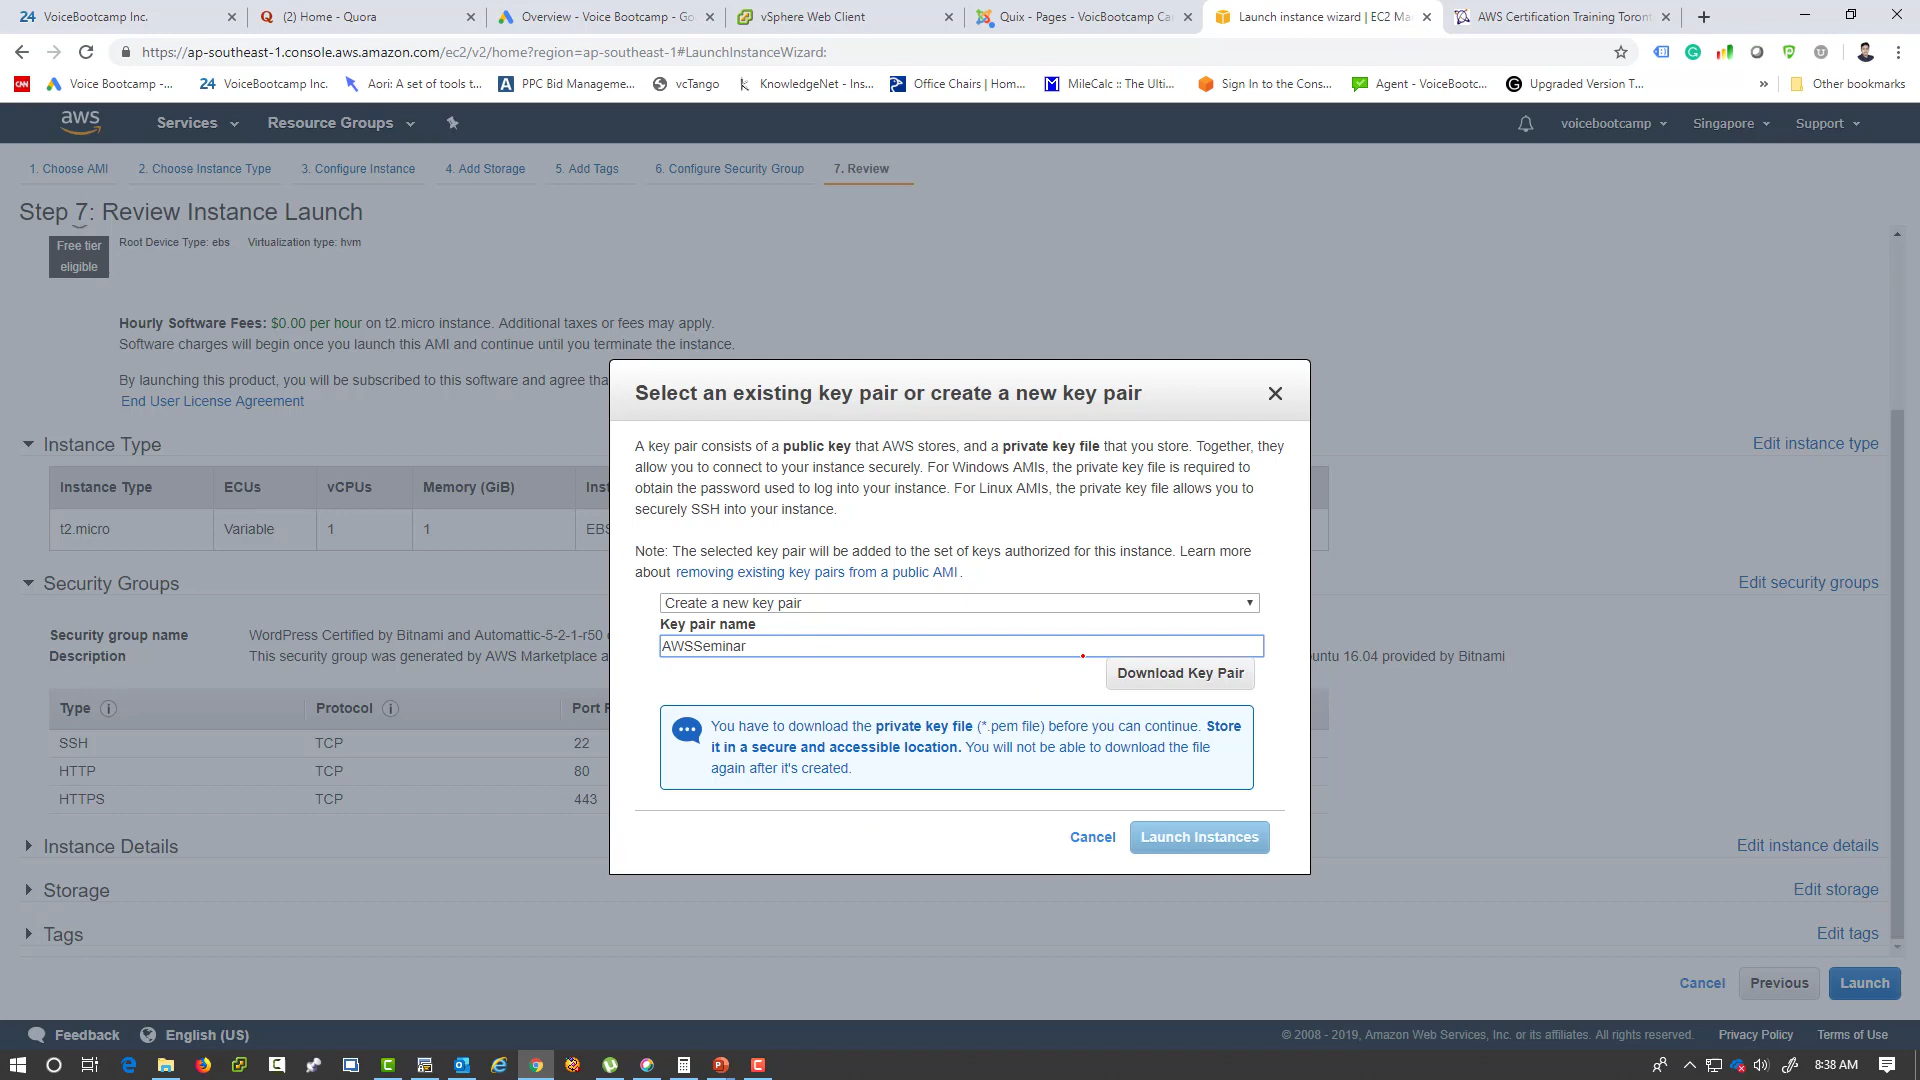 24 VoiceBootcamp Inc.
(2) Home - Quora
Overview - Voice Bootcamp - Go
vSphere Web Client
Quix - Pages - VoicBootcamp Ca
Launch instance wizard | EC2 Ma
AWS Certification Training Toront
https://ap-southeast-1.console.aws.amazon.com/ec2/v2/home?region=ap-southeast-1#LaunchInstanceWizard:
CNN
Voice Bootcamp -...
24 VoiceBootcamp Inc.
Aori: A set of tools t...
PPC Bid Manageme...
vcTango
KnowledgeNet - Ins...
Office Chairs | Hom...
MileCalc :: The Ulti...
Sign In to the Cons...
Agent - VoiceBootc...
Upgraded Version T...
»
Other bookmarks
aws
Services
Resource Groups
voicebootcamp
Singapore
Support
1. Choose AMI
2. Choose Instance Type
3. Configure Instance
4. Add Storage
5. Add Tags
6. Configure Security Group
7. Review
Step 7: Review Instance Launch
Free tier
eligible
Root Device Type: ebs Virtualization type: hvm
Hourly Software Fees: $0.00 per hour on t2.micro instance. Additional taxes or fees may apply.
Software charges will begin once you launch this AMI and continue until you terminate the instance.
By launching this product, you will be subscribed to this software and agree tha
End User License Agreement
Instance Type
Edit instance type
Instance Type
ECUs
vCPUs
Memory (GiB)
Ins
t2.micro
Variable
1
1
EBS
Security Groups
Edit security groups
Security group name
WordPress Certified by Bitnami and Automattic-5-2-1-r50
Description
This security group was generated by AWS Marketplace a
untu 16.04 provided by Bitnami
Type
Protocol
Port R
SSH
TCP
22
HTTP
TCP
80
HTTPS
TCP
443
Instance Details
Edit instance details
Storage
Edit storage
Tags
Edit tags
Select an existing key pair or create a new key pair
A key pair consists of a public key that AWS stores, and a private key file that you store. Together, they
allow you to connect to your instance securely. For Windows AMIs, the private key file is required to
obtain the password used to log into your instance. For Linux AMIs, the private key file allows you to
securely SSH into your instance.
Note: The selected key pair will be added to the set of keys authorized for this instance. Learn more
about removing existing key pairs from a public AMI.
Create a new key pair
Key pair name
AWSSeminar
Download Key Pair
You have to download the private key file (*.pem file) before you can continue. Store
it in a secure and accessible location. You will not be able to download the file
again after it's created.
Cancel
Launch Instances
Cancel
Previous
Launch
Feedback
English (US)
© 2008 - 2019, Amazon Web Services, Inc. or its affiliates. All rights reserved.
Privacy Policy
Terms of Use
8:38 AM